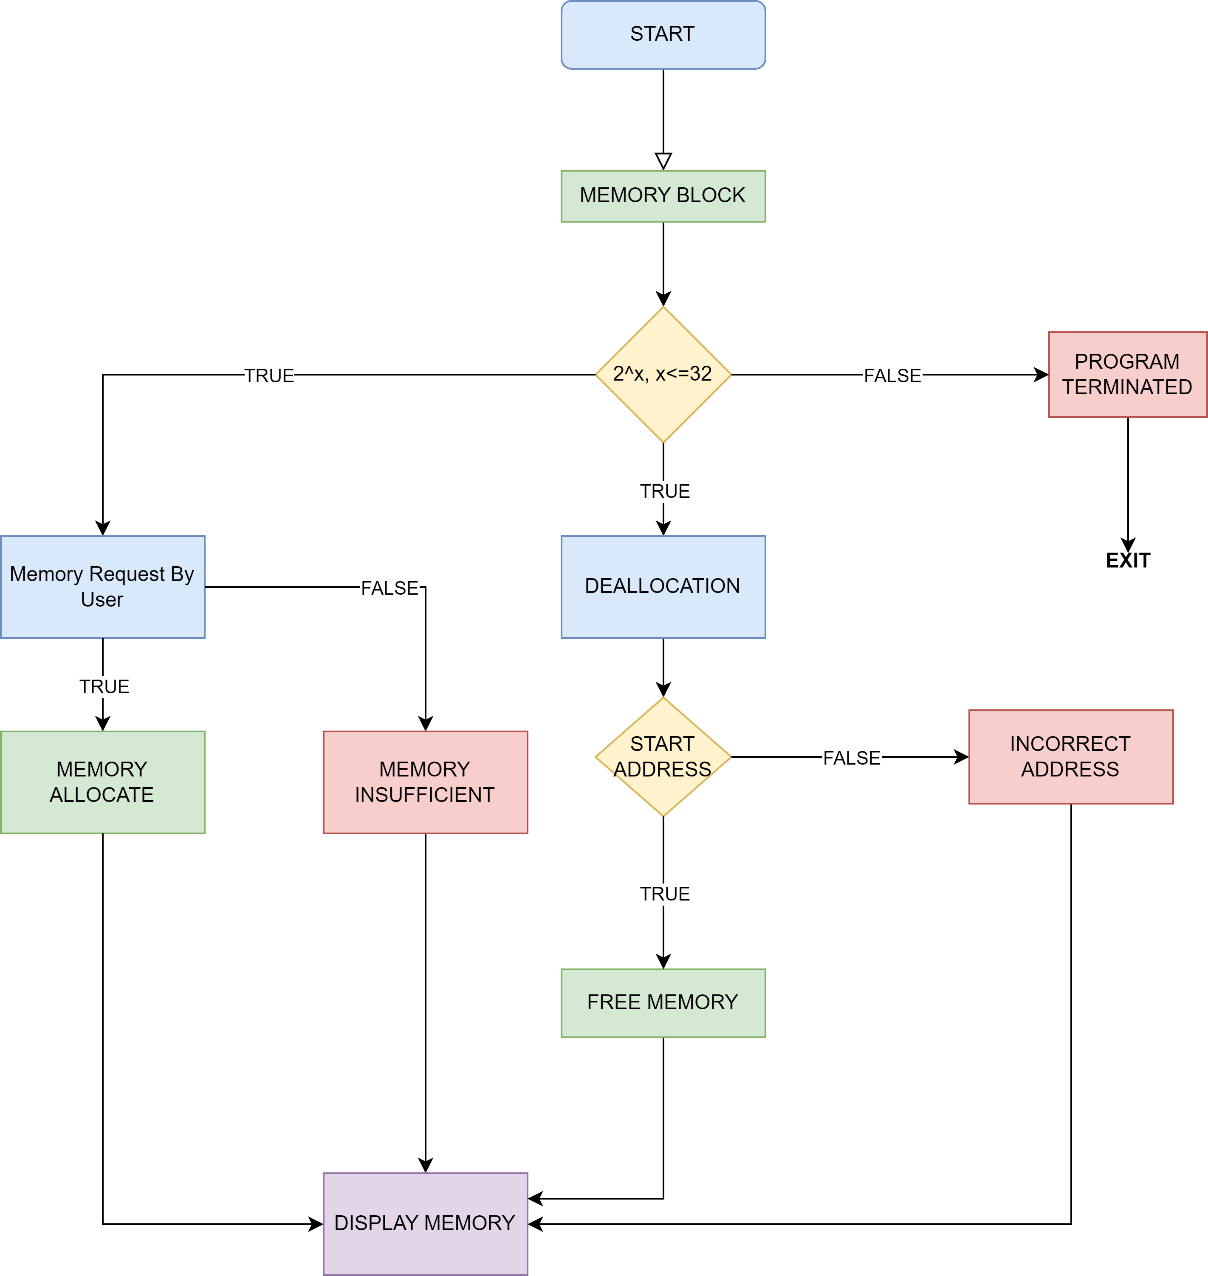 START
MEMORY BLOCK
2^x, x<=32
TRUE
FALSE
PROGRAM
TERMINATED
TRUE
EXIT
Memory Request By
User
FALSE
DEALLOCATION
TRUE
MEMORY
ALLOCATE
MEMORY
INSUFFICIENT
START
ADDRESS
FALSE
INCORRECT
ADDRESS
TRUE
FREE MEMORY
DISPLAY MEMORY